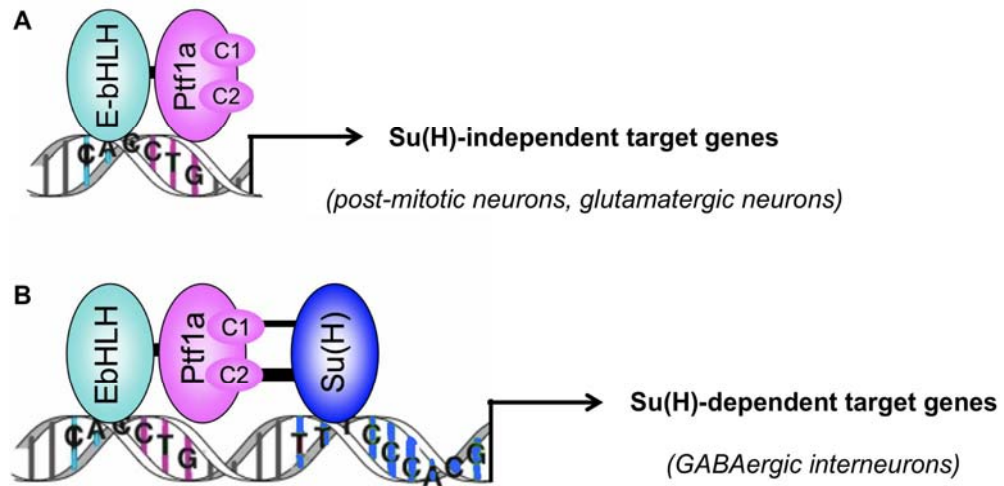 A
E-bHLH
Ptf1a
C1
C2
C A C C T G
Su(H)-independent target genes
(post-mitotic neurons, glutamatergic neurons)
B
EbHLH
Ptf1a
C1
C2
Su(H)
C A C C T G T T Y C C C A C G
Su(H)-dependent target genes
(GABAergic interneurons)